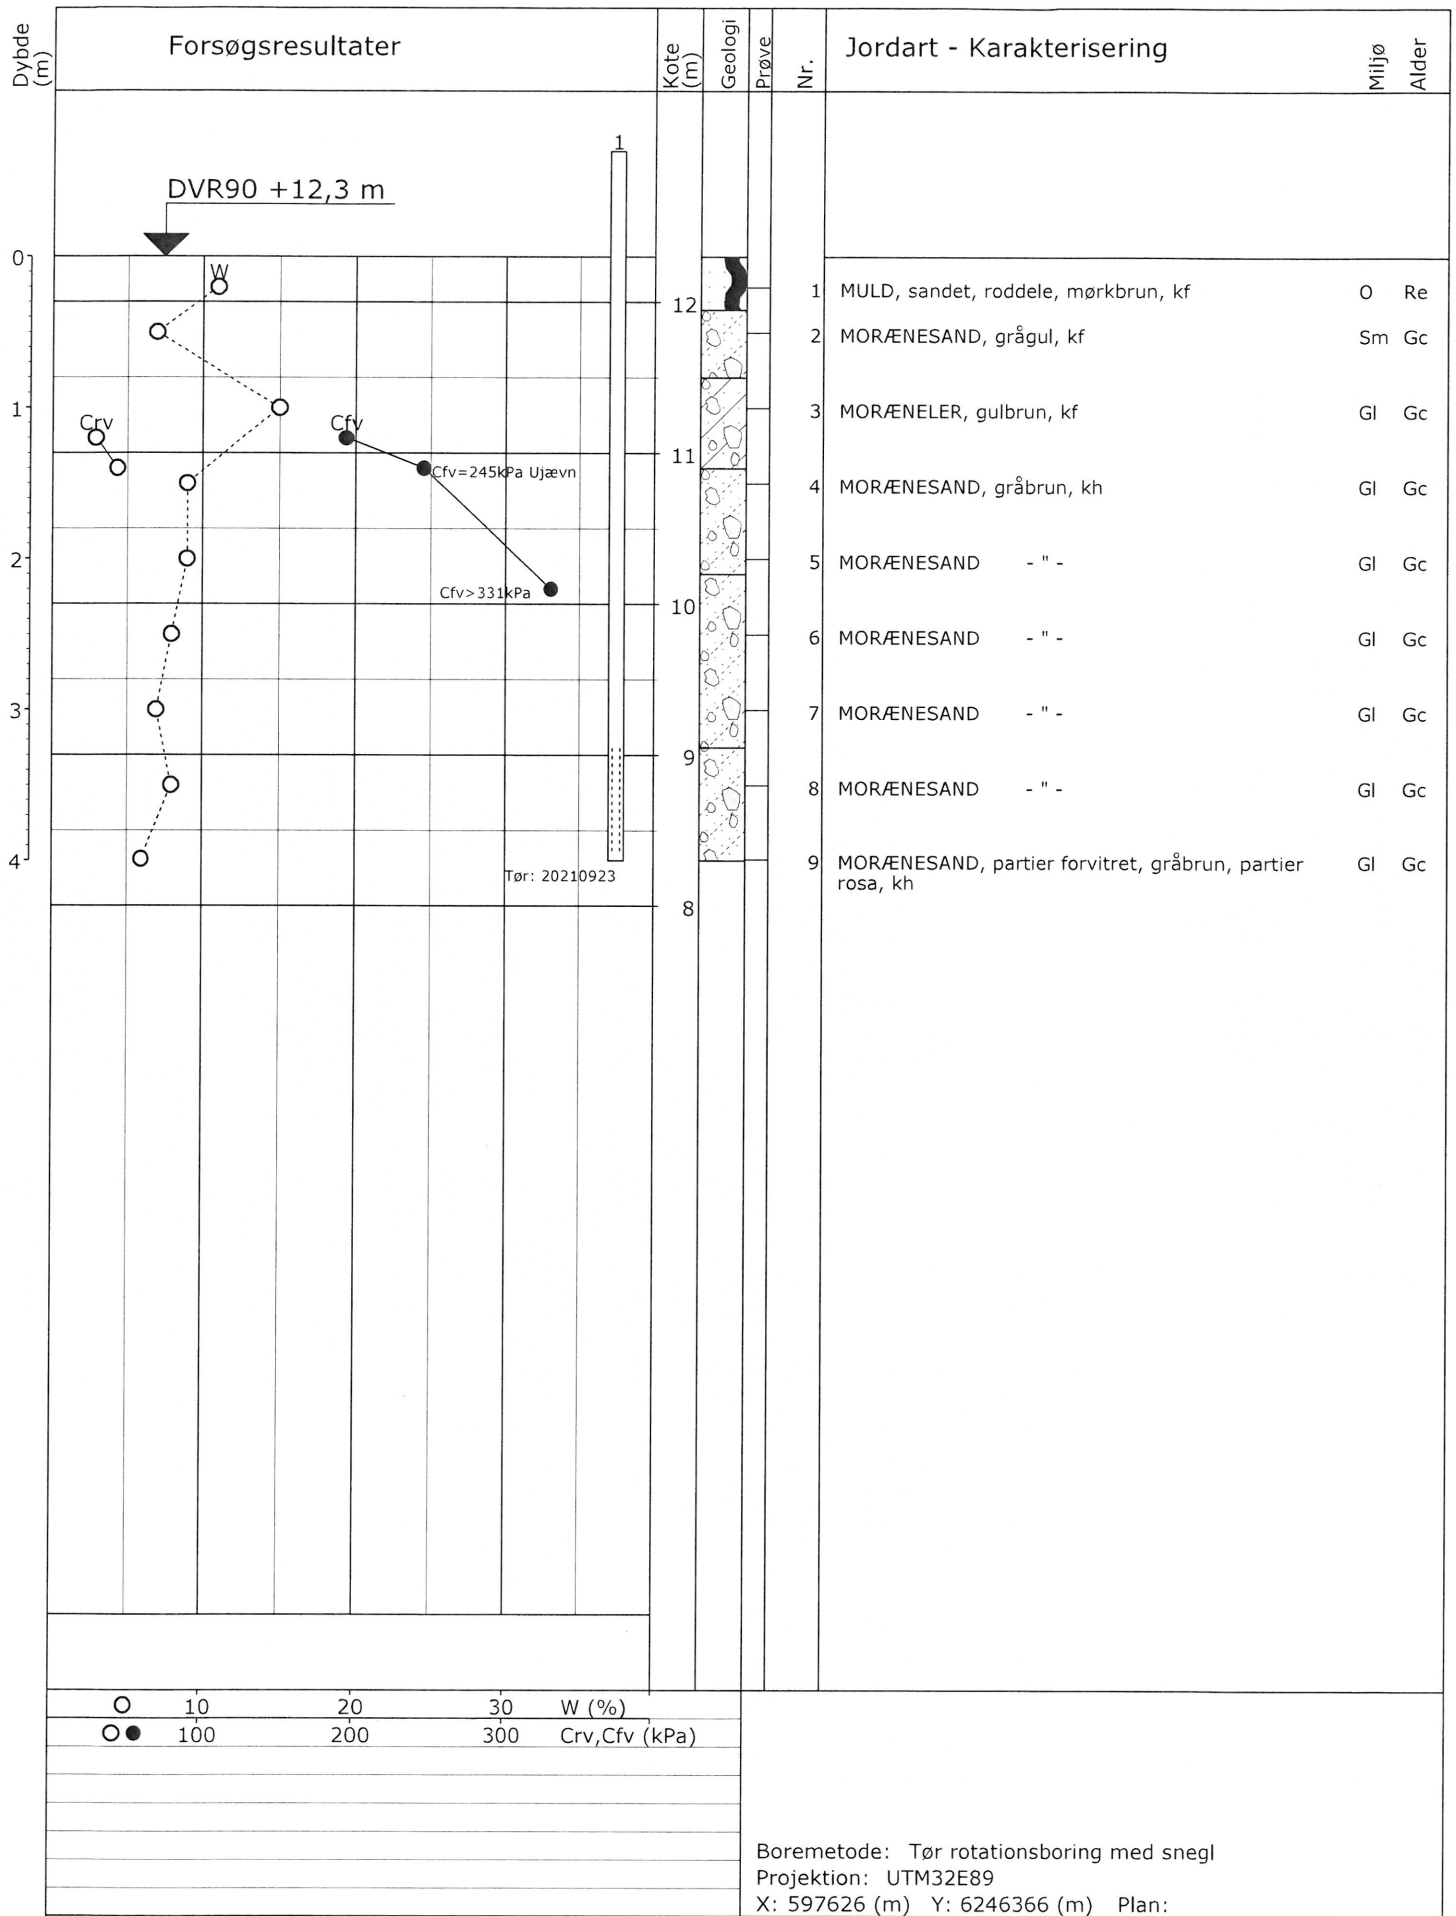 Dybde (m)
Forsøgsresultater
Kote (m)
Geologi
Prøve
Nr.
Jordart - Karakterisering
Miljø
Alder
1
DVR90 +12,3 m
0
W
12
1 MULD, sandet, roddele, mørkbrun, kf O Re
2 MORÆNESAND, grågul, kf Sm Gc
1
Crv
Cfv
3 MORÆNELER, gulbrun, kf Gl Gc
11
Cfv=245kPa Ujævn
4 MORÆNESAND, gråbrun, kh Gl Gc
2
5 MORÆNESAND - " - Gl Gc
Cfv>331kPa
10
6 MORÆNESAND - " - Gl Gc
3
7 MORÆNESAND - " - Gl Gc
9
8 MORÆNESAND - " - Gl Gc
4
9 MORÆNESAND, partier forvitret, gråbrun, partier Gl Gc
rosa, kh
Tør: 20210923
8
10 20 30 W (%)
100 200 300 Crv,Cfv (kPa)
Boremetode: Tør rotationsboring med snegl
Projektion: UTM32E89
X: 597626 (m) Y: 6246366 (m) Plan: